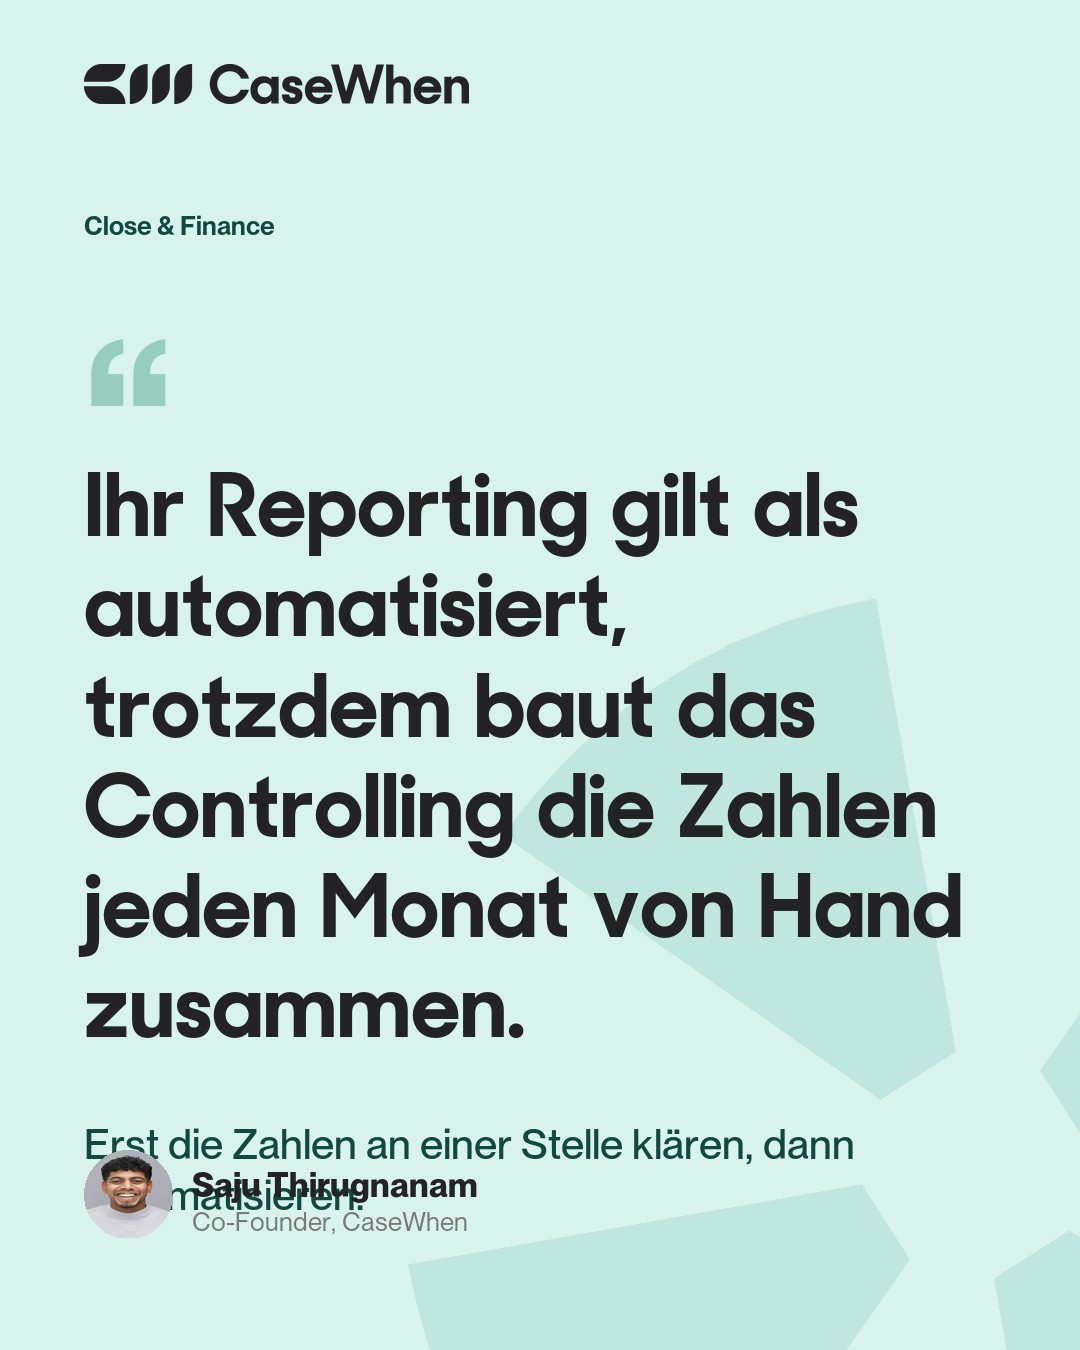 CaseWhen
Close & Finance
“
Ihr Reporting gilt als
automatisiert,
trotzdem baut das
Controlling die Zahlen
jeden Monat von Hand
zusammen.
Erst die Zahlen an einer Stelle klären, dann
Saju Thirugnanam
Co-Founder, CaseWhen